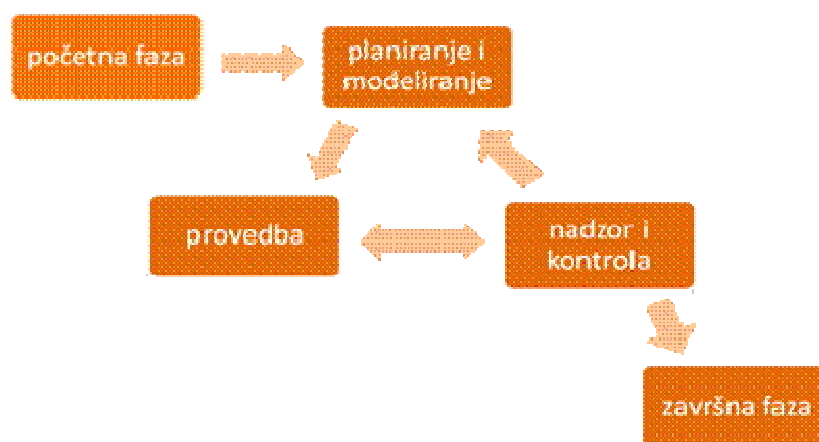 početna faza
planiranje i
modeliranje
provedba
nadzor i
kontrola
završna faza